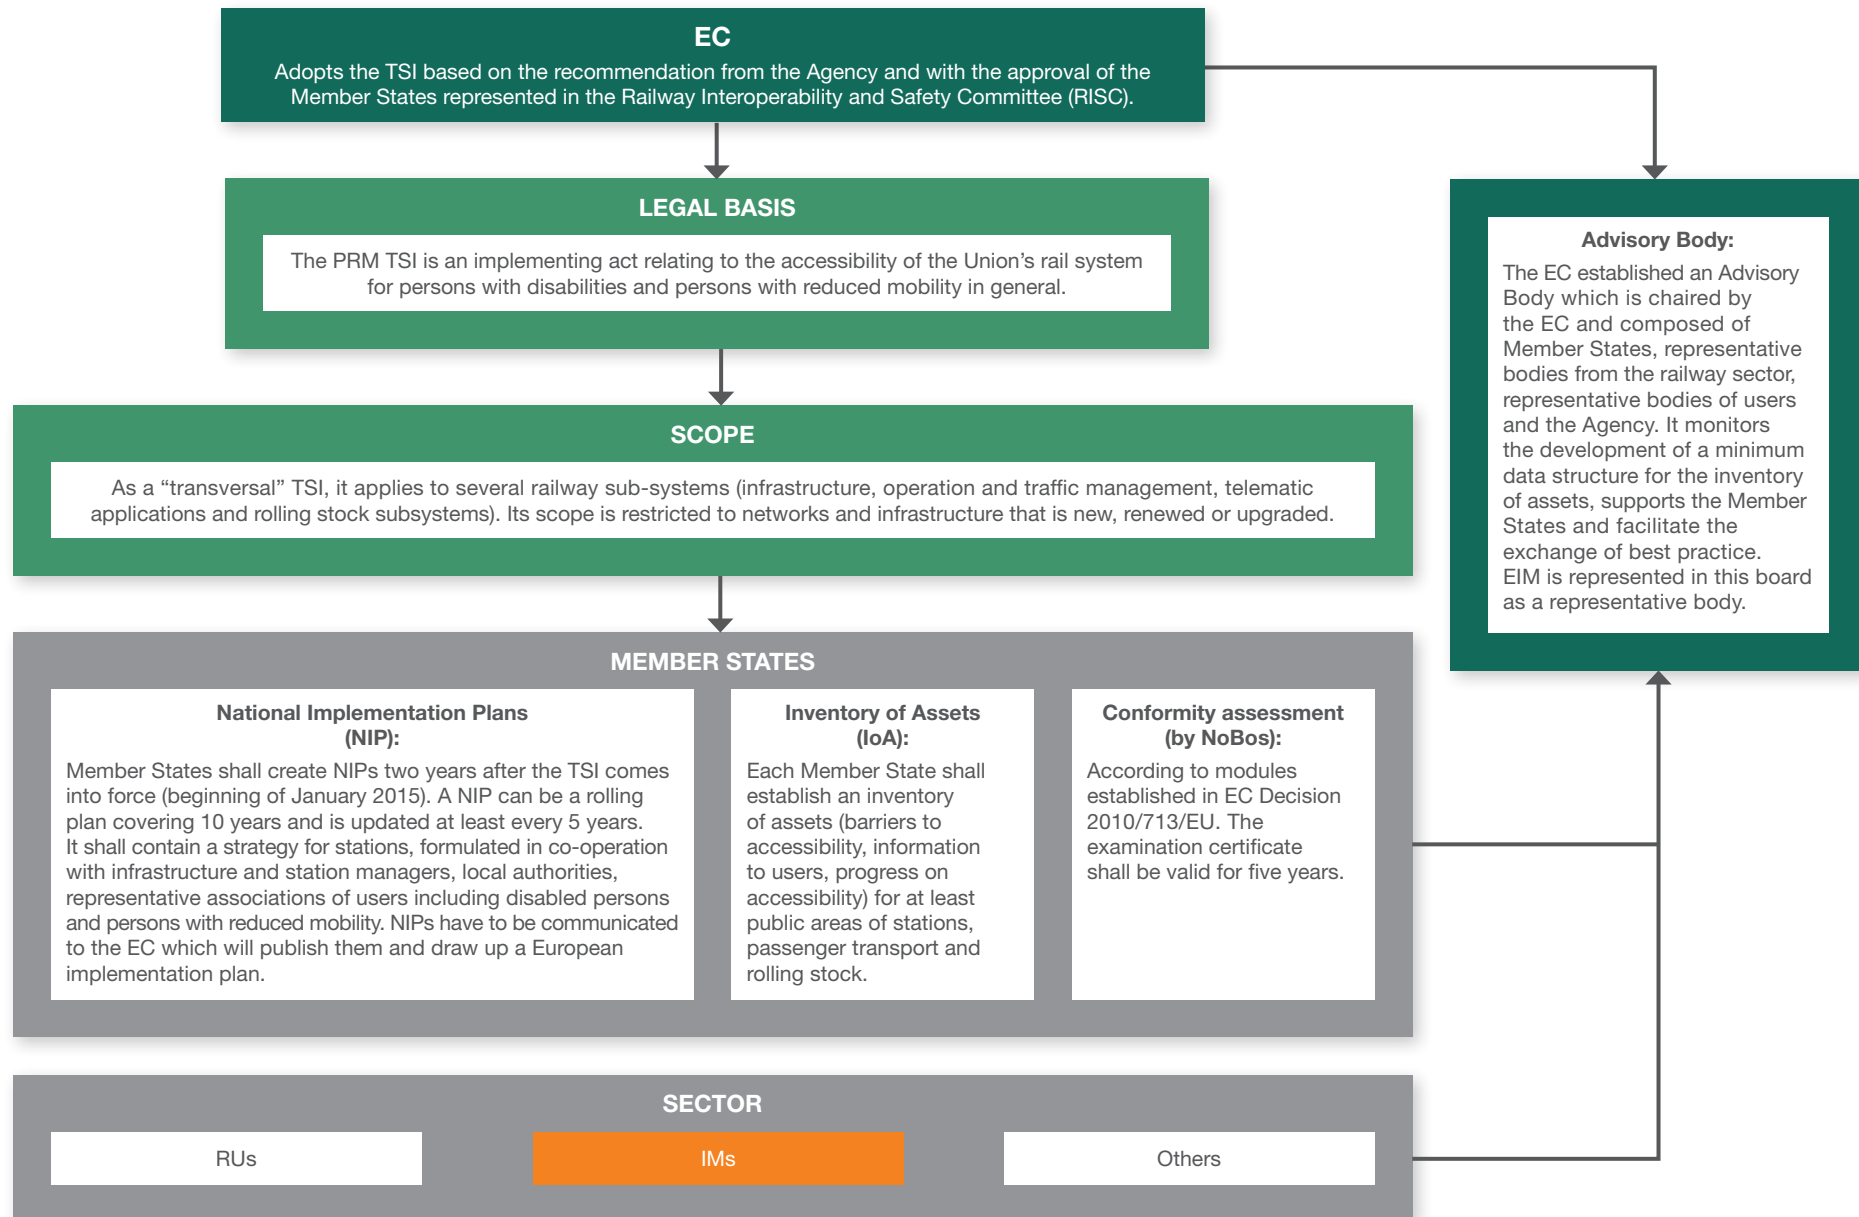 EC
Adopts the TSI based on the recommendation from the Agency and with the approval of the
Member States represented in the Railway Interoperability and Safety Committee (RISC).
LEGAL BASIS
The PRM TSI is an implementing act relating to the accessibility of the Union’s rail system
for persons with disabilities and persons with reduced mobility in general.
SCOPE
As a “transversal” TSI, it applies to several railway sub-systems (infrastructure, operation and traffic management, telematic
applications and rolling stock subsystems). Its scope is restricted to networks and infrastructure that is new, renewed or upgraded.
Advisory Body:
The EC established an Advisory
Body which is chaired by
the EC and composed of
Member States, representative
bodies from the railway sector,
representative bodies of users
and the Agency. It monitors
the development of a minimum
data structure for the inventory
of assets, supports the Member
States and facilitate the
exchange of best practice.
EIM is represented in this board
as a representative body.
MEMBER STATES
National Implementation Plans
(NIP):
Member States shall create NIPs two years after the TSI comes
into force (beginning of January 2015). A NIP can be a rolling
plan covering 10 years and is updated at least every 5 years.
It shall contain a strategy for stations, formulated in co-operation
with infrastructure and station managers, local authorities,
representative associations of users including disabled persons
and persons with reduced mobility. NIPs have to be communicated
to the EC which will publish them and draw up a European
implementation plan.
Inventory of Assets
(IoA):
Each Member State shall
establish an inventory
of assets (barriers to
accessibility, information
to users, progress on
accessibility) for at least
public areas of stations,
passenger transport and
rolling stock.
Conformity assessment
(by NoBos):
According to modules
established in EC Decision
2010/713/EU. The
examination certificate
shall be valid for five years.
SECTOR
RUs
IMs
Others